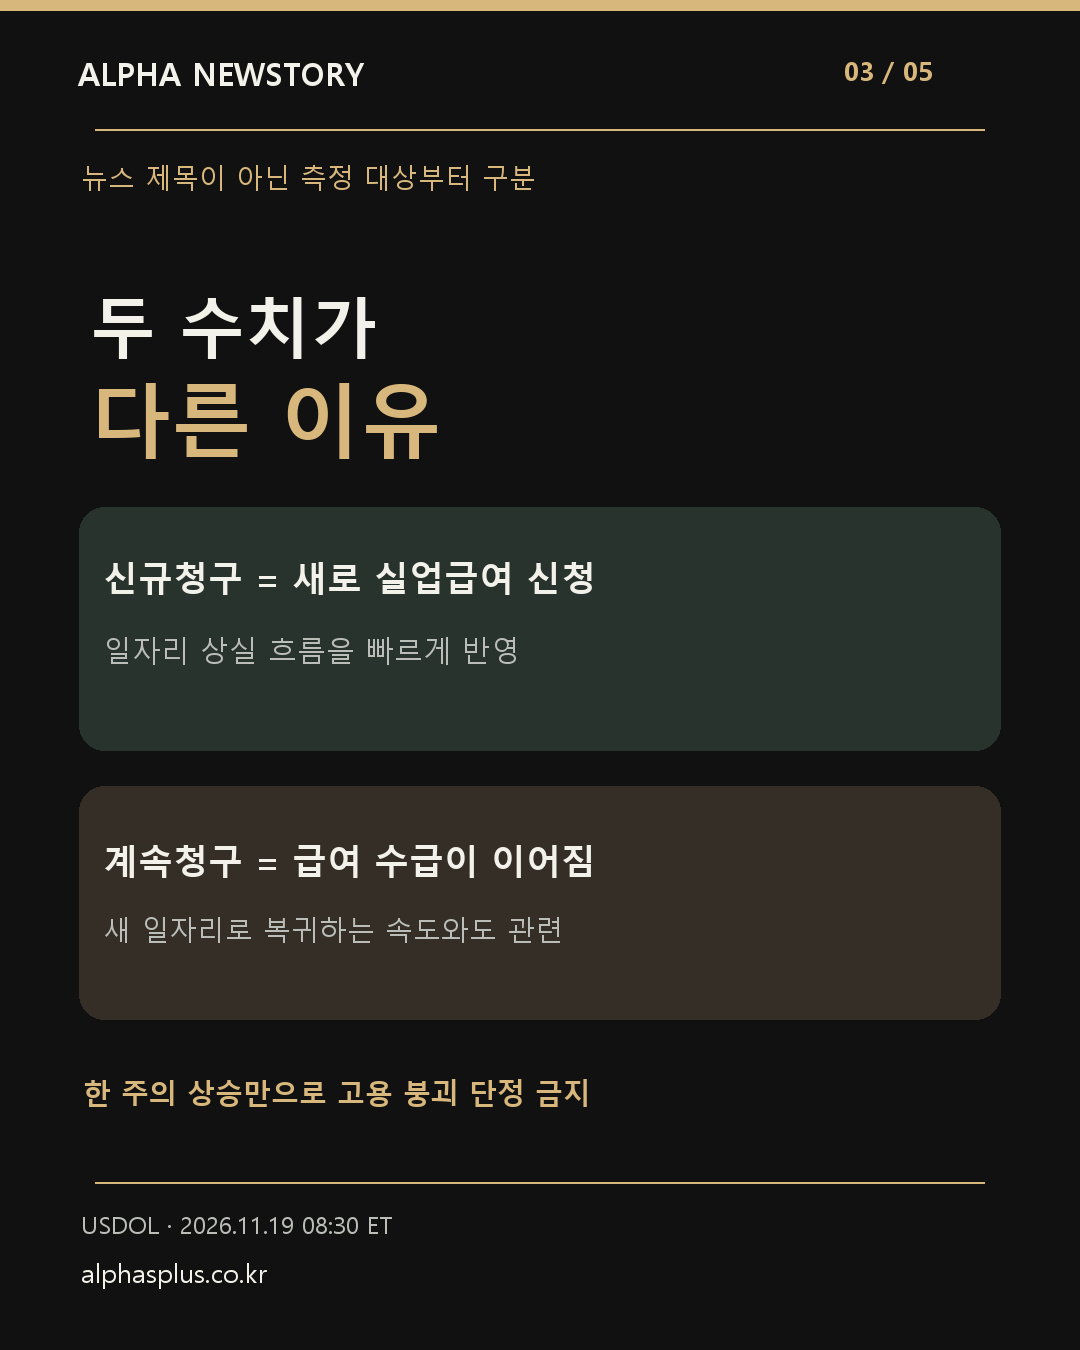 ALPHA NEWSTORY
03 / 05
뉴스 제목이 아닌 측정 대상부터 구분
두 수치가
다른 이유
신규청구 = 새로 실업급여 신청
일자리 상실 흐름을 빠르게 반영
계속청구 = 급여 수급이 이어짐
새 일자리로 복귀하는 속도와도 관련
한 주의 상승만으로 고용 붕괴 단정 금지
USDOL · 2026.11.19 08:30 ET
alphasplus.co.kr